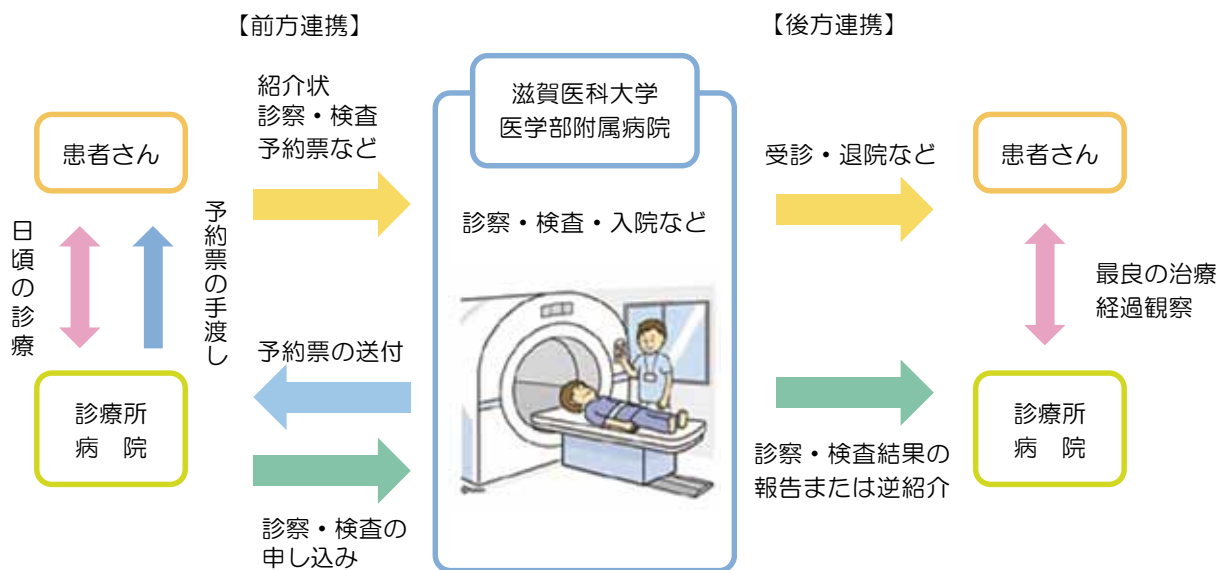 【前方連携】
紹介状
診察・検査
予約票など
患者さん
日頃の診療
予約票の手渡し
予約票の送付
診療所
病　院
診察・検査の
申し込み
滋賀医科大学
医学部附属病院
診察・検査・入院など
【後方連携】
受診・退院など
患者さん
最良の治療
経過観察
診療所
病　院
診察・検査結果の
報告または逆紹介